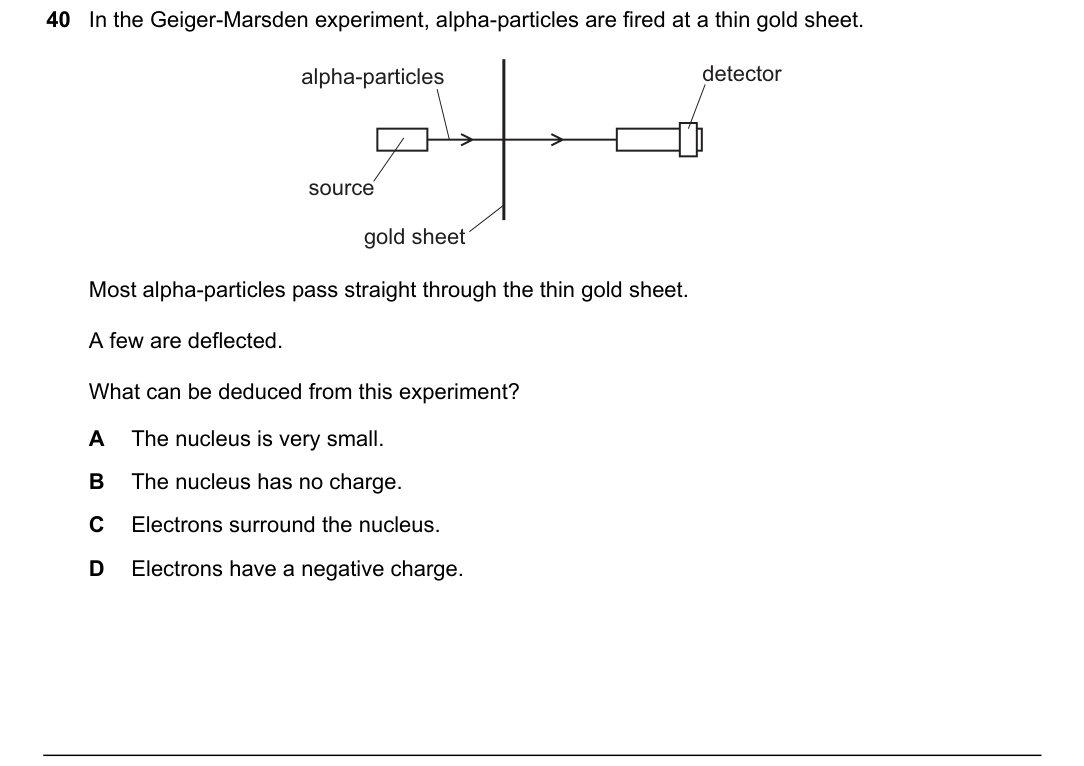 40 In the Geiger-Marsden experiment, alpha-particles are fired at a thin gold sheet.
alpha-particles
detector
source
gold sheet
Most alpha-particles pass straight through the thin gold sheet.
A few are deflected.
What can be deduced from this experiment?
A The nucleus is very small.
B The nucleus has no charge.
C Electrons surround the nucleus.
D Electrons have a negative charge.